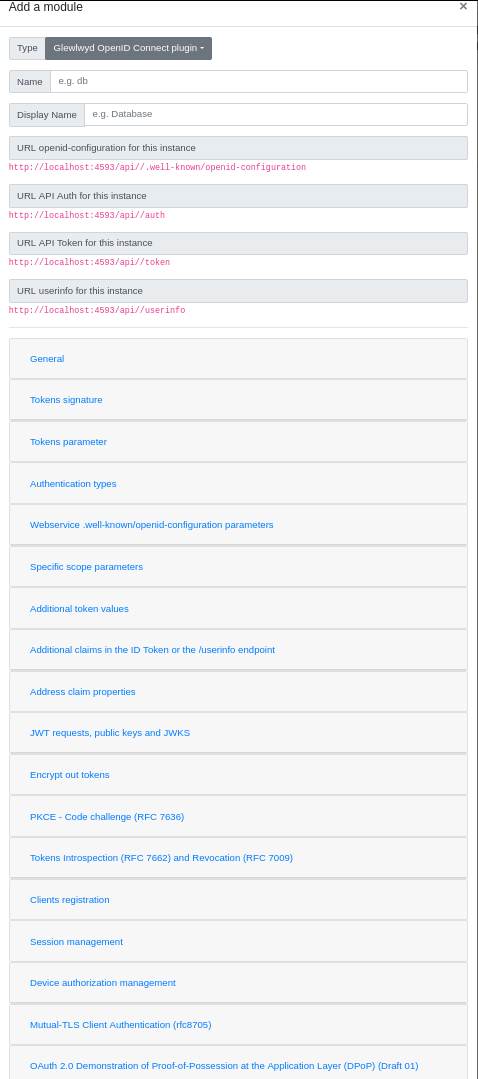 Add a module
×
Type Glewlwyd OpenID Connect plugin
Name e.g. db
Display Name e.g. Database
URL openid-configuration for this instance
http://localhost:4593/api//.well-known/openid-configuration
URL API Auth for this instance
http://localhost:4593/api//auth
URL API Token for this instance
http://localhost:4593/api//token
URL userinfo for this instance
http://localhost:4593/api//userinfo
General
Tokens signature
Tokens parameter
Authentication types
Webservice .well-known/openid-configuration parameters
Specific scope parameters
Additional token values
Additional claims in the ID Token or the /userinfo endpoint
Address claim properties
JWT requests, public keys and JWKS
Encrypt out tokens
PKCE - Code challenge (RFC 7636)
Tokens Introspection (RFC 7662) and Revocation (RFC 7009)
Clients registration
Session management
Device authorization management
Mutual-TLS Client Authentication (rfc8705)
OAuth 2.0 Demonstration of Proof-of-Possession at the Application Layer (DPoP) (Draft 01)